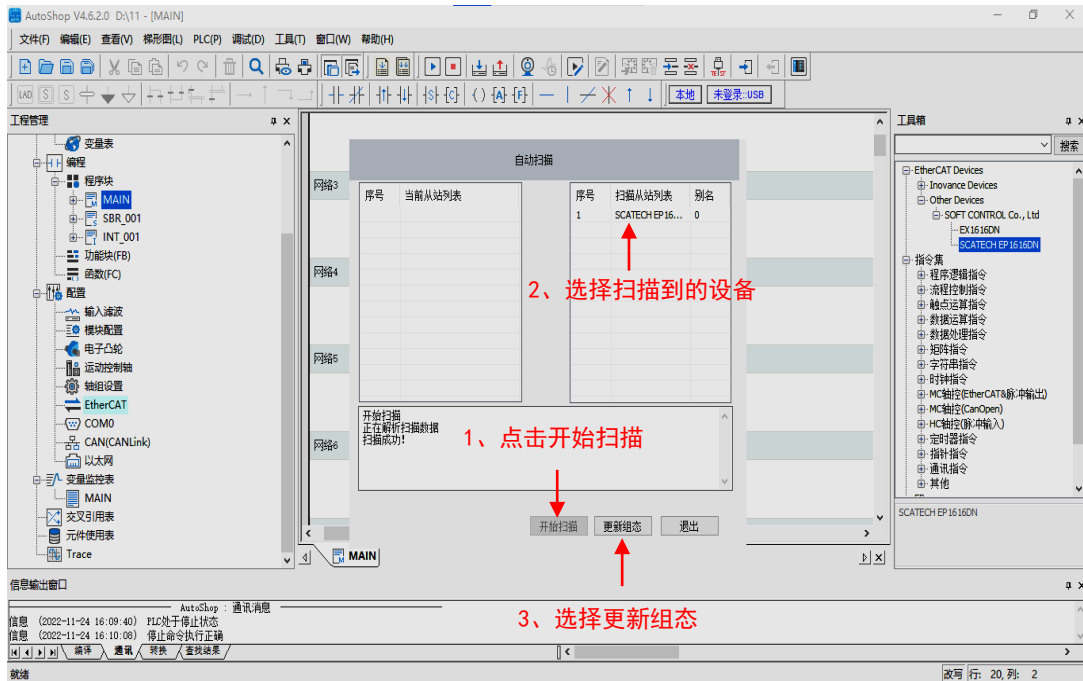 AutoShop V4.6.2.0 D:\11 - [MAIN]
文件(F) 编辑(E) 查看(V) 梯形图(L) PLC(P) 调试(D) 工具(T) 窗口(W) 帮助(H)
本地 未登录::USB
工程管理
变量表
编程
程序块
MAIN
SBR_001
INT_001
功能块(FB)
函数(FC)
配置
输入滤波
模块配置
电子凸轮
运动控制轴
轴组设置
EtherCAT
COM0
CAN(CANLink)
以太网
变量监控表
MAIN
交叉引用表
元件使用表
Trace
网络3
网络4
网络5
网络6
自动扫描
序号 当前从站列表
序号 扫描从站列表 别名
1 SCATECH EP16... 0
2、选择扫描到的设备
开始扫描
正在解析扫描数据
扫描成功!
1、点击开始扫描
开始扫描 更新组态 退出
3、选择更新组态
MAIN
工具箱
搜索
EtherCAT Devices
Inovance Devices
Other Devices
SOFT CONTROL Co., Ltd
EX1616DN
SCATECH EP1616DN
指令集
程序逻辑指令
流程控制指令
触点运算指令
数据运算指令
数据处理指令
矩阵指令
字符串指令
时钟指令
MC轴控(EtherCAT&脉冲输出)
MC轴控(CanOpen)
HC轴控(脉冲输入)
定时器指令
指针指令
通讯指令
其他
SCATECH EP1616DN
信息输出窗口
AutoShop : 通讯消息
信息 (2022-11-24 16:09:40) PLC处于停止状态
信息 (2022-11-24 16:10:08) 停止命令执行正确
编译 通讯 转换 查找结果
就绪
改写 行: 20, 列: 2